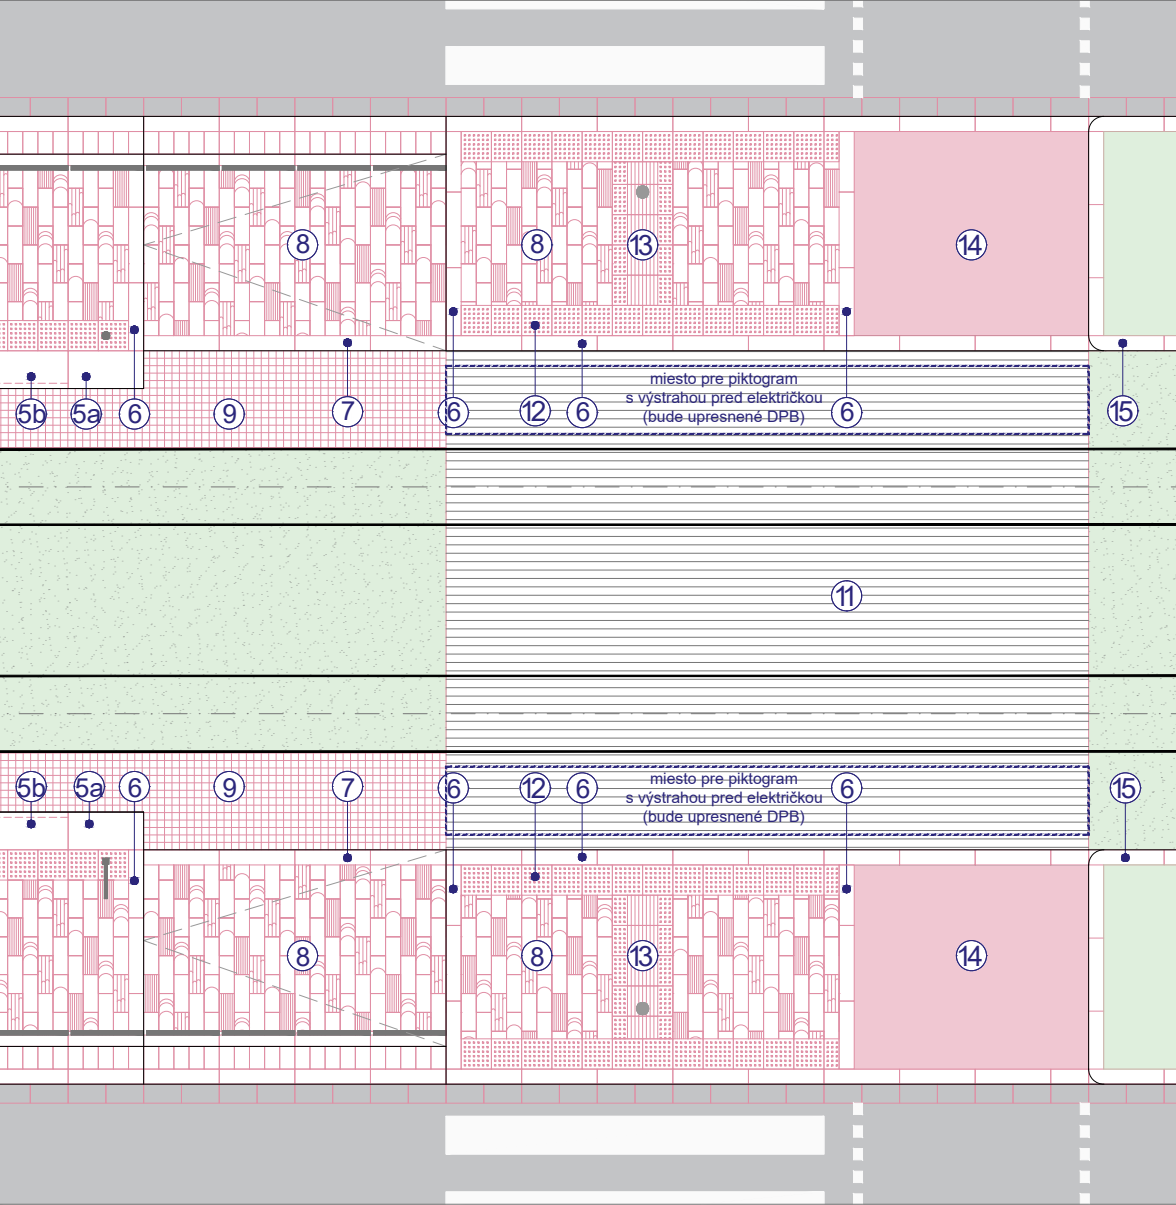 8 8 13 14
miesto pre piktogram
s výstrahou pred električkou
(bude upresnené DPB)
5b 5a 6 9 7 6 12 6 6 15
11
5b 5a 6 9 7 6 12 6 6 15
miesto pre piktogram
s výstrahou pred električkou
(bude upresnené DPB)
8 8 13 14